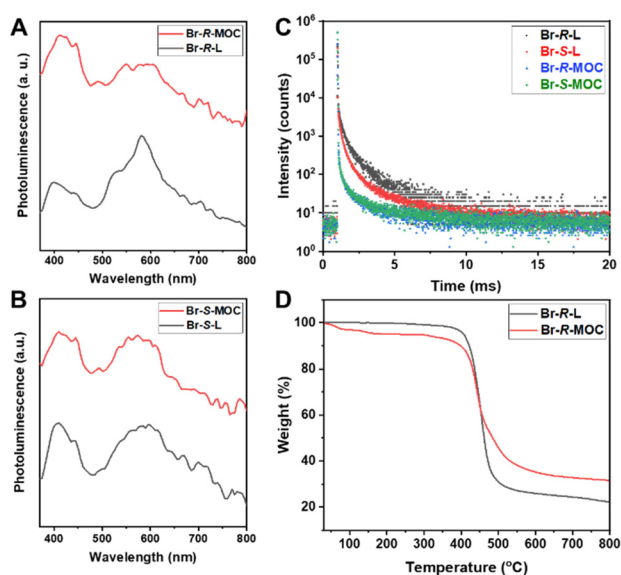 A
Br-R-MOC
Br-R-L
Photoluminescence (a. u.)
400 500 600 700 800
Wavelength (nm)
B
Br-S-MOC
Br-S-L
Photoluminescence (a.u.)
400 500 600 700 800
Wavelength (nm)
C
Br-R-L
Br-S-L
Br-R-MOC
Br-S-MOC
Intensity (counts)
10⁶
10⁵
10⁴
10³
10²
10¹
10⁰
0 5 10 15 20
Time (ms)
D
Br-R-L
Br-R-MOC
Weight (%)
100
80
60
40
20
100 200 300 400 500 600 700 800
Temperature (ºC)